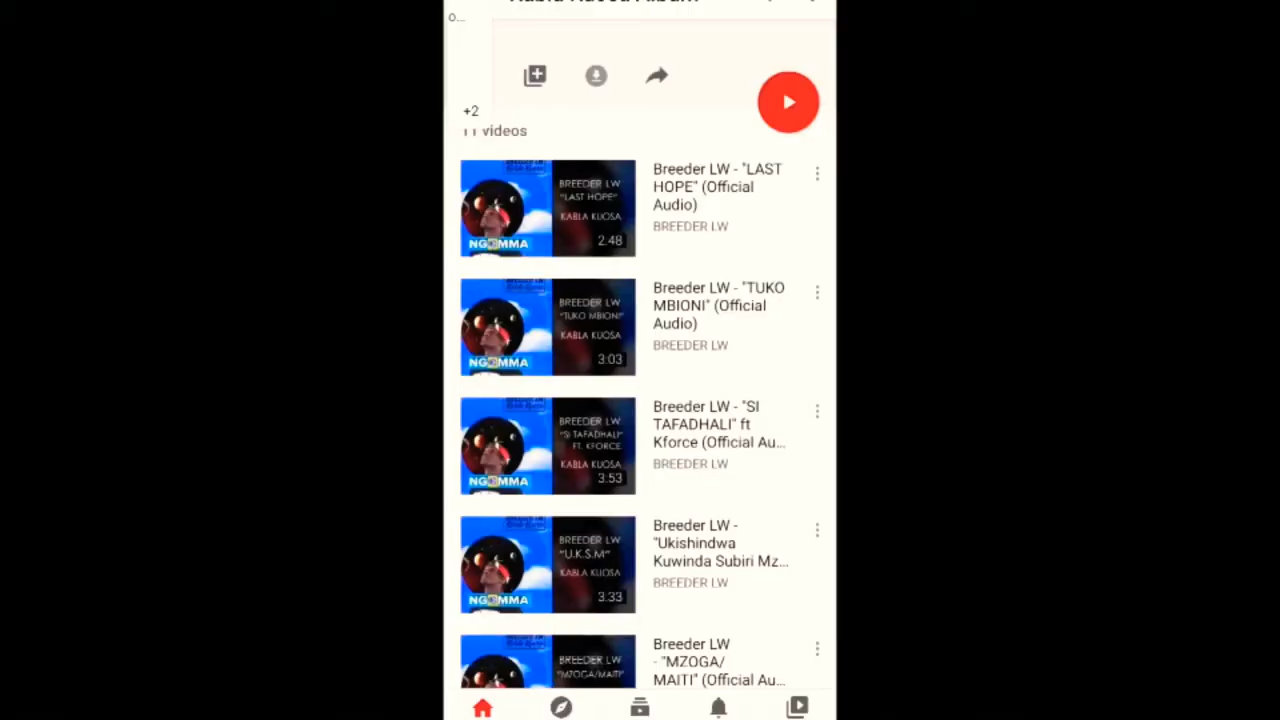 o...
+2
11 videos
BREEDER LW
"LAST HOPE"
KABLA KUOSA
NGOMMA
2:48
Breeder LW - "LAST
HOPE" (Official
Audio)
BREEDER LW
BREEDER LW
"TUKO MBIONI"
KABLA KUOSA
NGOMMA
3:03
Breeder LW - "TUKO
MBIONI" (Official
Audio)
BREEDER LW
BREEDER LW
"SI TAFADHALI"
FT. KFORCE
KABLA KUOSA
NGOMMA
3:53
Breeder LW - "SI
TAFADHALI" ft
Kforce (Official Au...
BREEDER LW
BREEDER LW
"U.K.S.M"
KABLA KUOSA
NGOMMA
3:33
Breeder LW -
"Ukishindwa
Kuwinda Subiri Mz...
BREEDER LW
BREEDER LW
"MZOGA/MAITI"
Breeder LW
- "MZOGA/
MAITI" (Official Au...